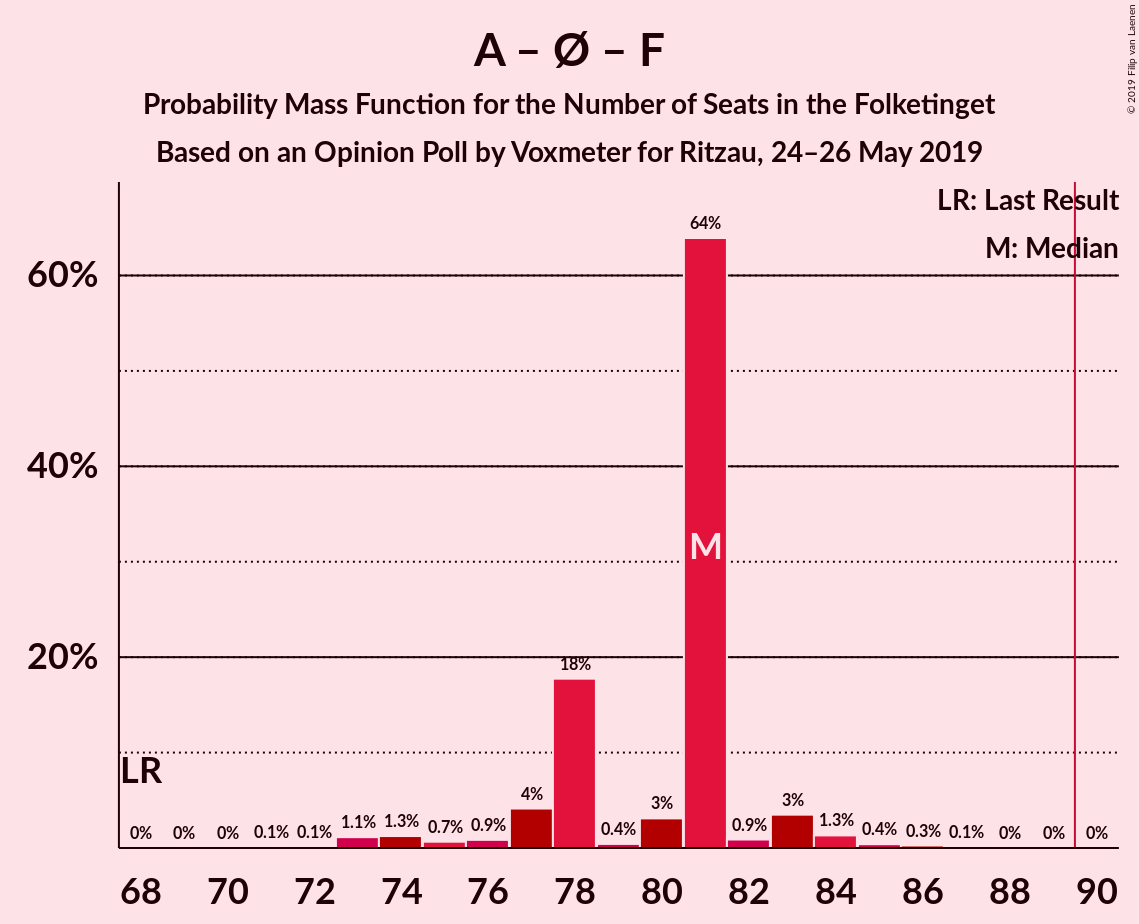 A – Ø – F
Probability Mass Function for the Number of Seats in the Folketinget
Based on an Opinion Poll by Voxmeter for Ritzau, 24–26 May 2019
© 2019 Filip van Laenen
LR: Last Result
M: Median
60%
40%
20%
LR
M
0%
0%
0%
0.1%
0.1%
1.1%
1.3%
0.7%
0.9%
4%
18%
0.4%
3%
64%
0.9%
3%
1.3%
0.4%
0.3%
0.1%
0%
0%
0%
68 70 72 74 76 78 80 82 84 86 88 90